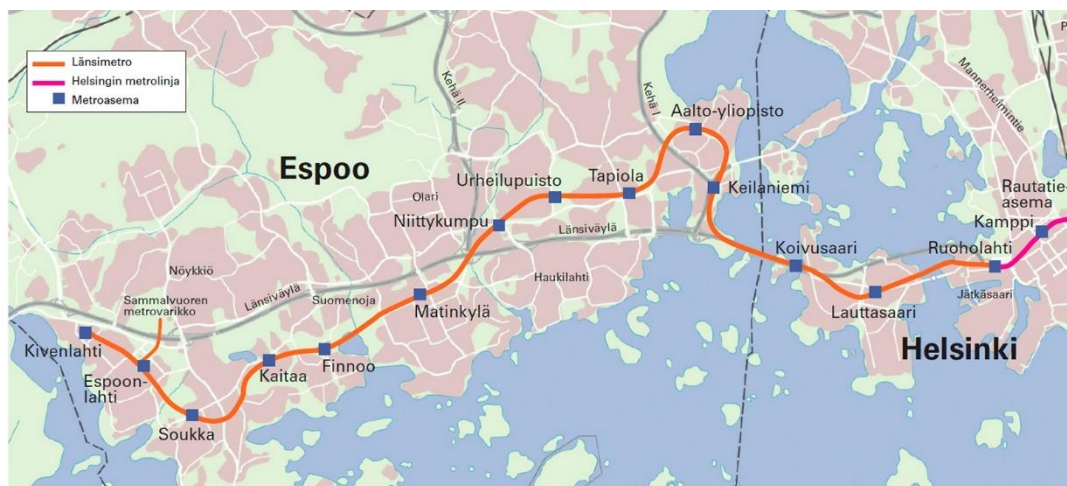 Länsimetro
Helsingin metrolinja
Metroasema
Kehä II
Kehä I
Mannerheimintie
P
Aalto-yliopisto
Espoo
Urheilupuisto
Tapiola
Keilaniemi
Olari
Niittykumpu
Rautatie-
asema
Kamppi
Länsiväylä
Koivusaari
Ruoholahti
Nöykkiö
Haukilahti
Sammalvuoren
metrovarikko
Länsiväylä
Suomenoja
Matinkylä
Lauttasaari
Jätkäsaari
Kivenlahti
Espoon-
lahti
Kaitaa
Finnoo
Helsinki
Soukka